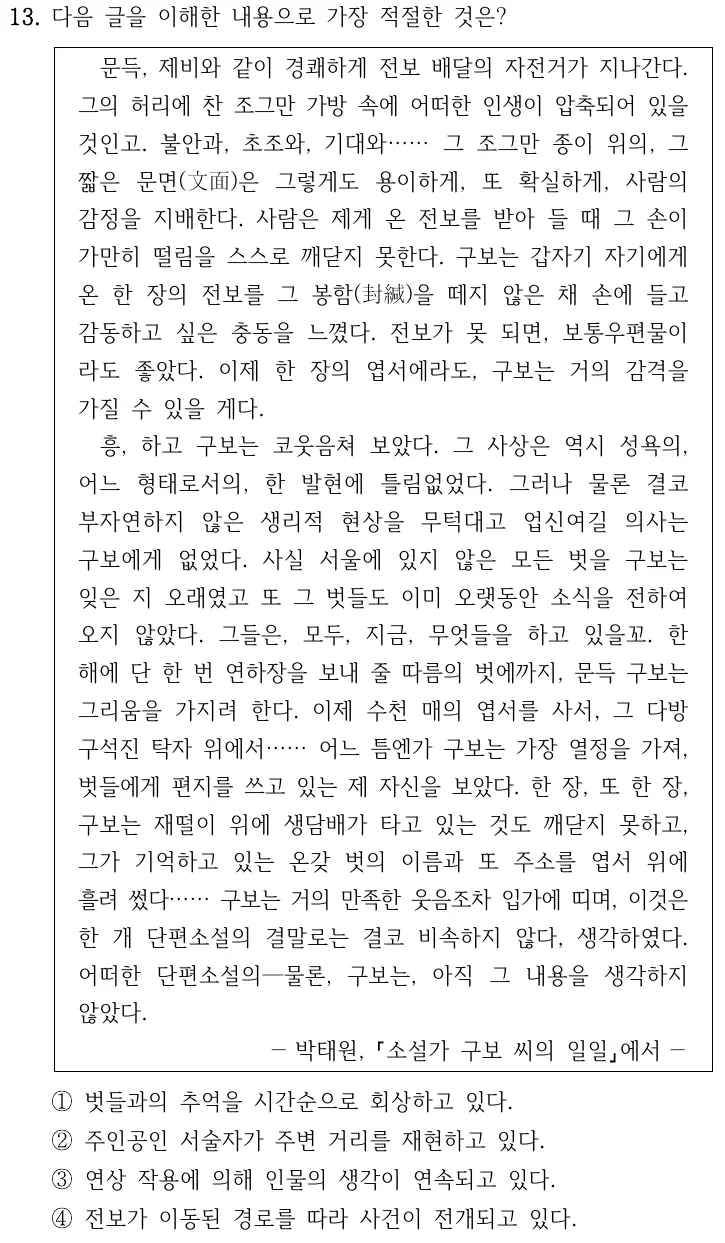 13. 다음 글을 이해한 내용으로 가장 적절한 것은?
문득, 제비와 같이 경쾌하게 전보 배달의 자전거가 지나간다.
그의 허리에 찬 조그만 가방 속에 어떠한 인생이 압축되어 있을
것인고. 불안과, 초조와, 기대와…… 그 조그만 종이 위의, 그
짧은 문면(文面)은 그렇게도 용이하게, 또 확실하게, 사람의
감정을 지배한다. 사람은 제게 온 전보를 받아 들 때 그 손이
가만히 떨림을 스스로 깨닫지 못한다. 구보는 갑자기 자기에게
온 한 장의 전보를 그 봉함(封緘)을 떼지 않은 채 손에 들고
감동하고 싶은 충동을 느꼈다. 전보가 못 되면, 보통우편물이
라도 좋았다. 이제 한 장의 엽서에라도, 구보는 거의 감격을
가질 수 있을 게다.
흥, 하고 구보는 코웃음쳐 보았다. 그 사상은 역시 성욕의,
어느 형태로서의, 한 발현에 틀림없었다. 그러나 물론 결코
부자연하지 않은 생리적 현상을 무턱대고 업신여길 의사는
구보에게 없었다. 사실 서울에 있지 않은 모든 벗을 구보는
잊은 지 오래였고 또 그 벗들도 이미 오랫동안 소식을 전하여
오지 않았다. 그들은, 모두, 지금, 무엇들을 하고 있을꼬. 한
해에 단 한 번 연하장을 보내 줄 따름의 벗에까지, 문득 구보는
그리움을 가지려 한다. 이제 수천 매의 엽서를 사서, 그 다방
구석진 탁자 위에서…… 어느 틈엔가 구보는 가장 열정을 가져,
벗들에게 편지를 쓰고 있는 제 자신을 보았다. 한 장, 또 한 장,
구보는 재떨이 위에 생담배가 타고 있는 것도 깨닫지 못하고,
그가 기억하고 있는 온갖 벗의 이름과 또 주소를 엽서 위에
흘려 썼다…… 구보는 거의 만족한 웃음조차 입가에 띠며, 이것은
한 개 단편소설의 결말로는 결코 비속하지 않다, 생각하였다.
어떠한 단편소설의―물론, 구보는, 아직 그 내용을 생각하지
않았다.
– 박태원, 「소설가 구보 씨의 일일」에서 –
① 벗들과의 추억을 시간순으로 회상하고 있다.
② 주인공인 서술자가 주변 거리를 재현하고 있다.
③ 연상 작용에 의해 인물의 생각이 연속되고 있다.
④ 전보가 이동된 경로를 따라 사건이 전개되고 있다.